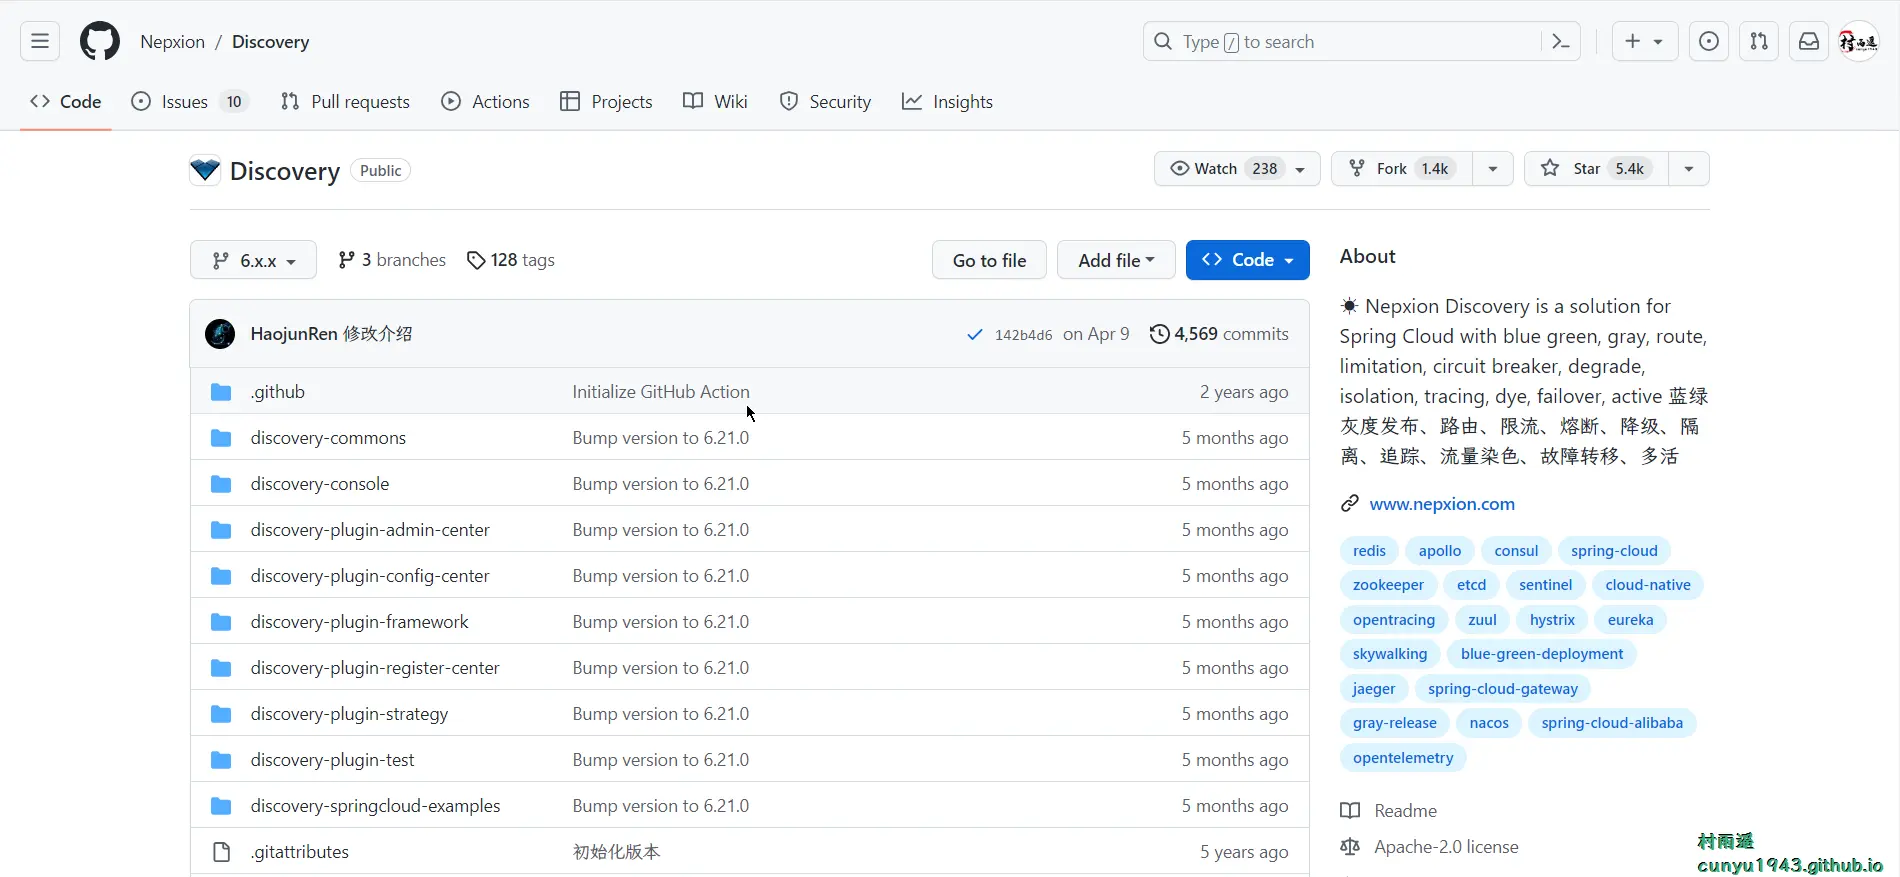 Nepxion / Discovery
Type / to search
Code
Issues 10
Pull requests
Actions
Projects
Wiki
Security
Insights
Discovery Public
Watch 238
Fork 1.4k
Star 5.4k
6.x.x
3 branches
128 tags
Go to file
Add file
Code
HaojunRen 修改介绍
142b4d6 on Apr 9
4,569 commits
.github Initialize GitHub Action 2 years ago
discovery-commons Bump version to 6.21.0 5 months ago
discovery-console Bump version to 6.21.0 5 months ago
discovery-plugin-admin-center Bump version to 6.21.0 5 months ago
discovery-plugin-config-center Bump version to 6.21.0 5 months ago
discovery-plugin-framework Bump version to 6.21.0 5 months ago
discovery-plugin-register-center Bump version to 6.21.0 5 months ago
discovery-plugin-strategy Bump version to 6.21.0 5 months ago
discovery-plugin-test Bump version to 6.21.0 5 months ago
discovery-springcloud-examples Bump version to 6.21.0 5 months ago
.gitattributes 初始化版本 5 years ago
About
Nepxion Discovery is a solution for
Spring Cloud with blue green, gray, route,
limitation, circuit breaker, degrade,
isolation, tracing, dye, failover, active 蓝绿
灰度发布、路由、限流、熔断、降级、隔
离、追踪、流量染色、故障转移、多活
www.nepxion.com
redis apollo consul spring-cloud
zookeeper etcd sentinel cloud-native
opentracing zuul hystrix eureka
skywalking blue-green-deployment
jaeger spring-cloud-gateway
gray-release nacos spring-cloud-alibaba
opentelemetry
Readme
Apache-2.0 license
村雨遥
cunyu1943.github.io